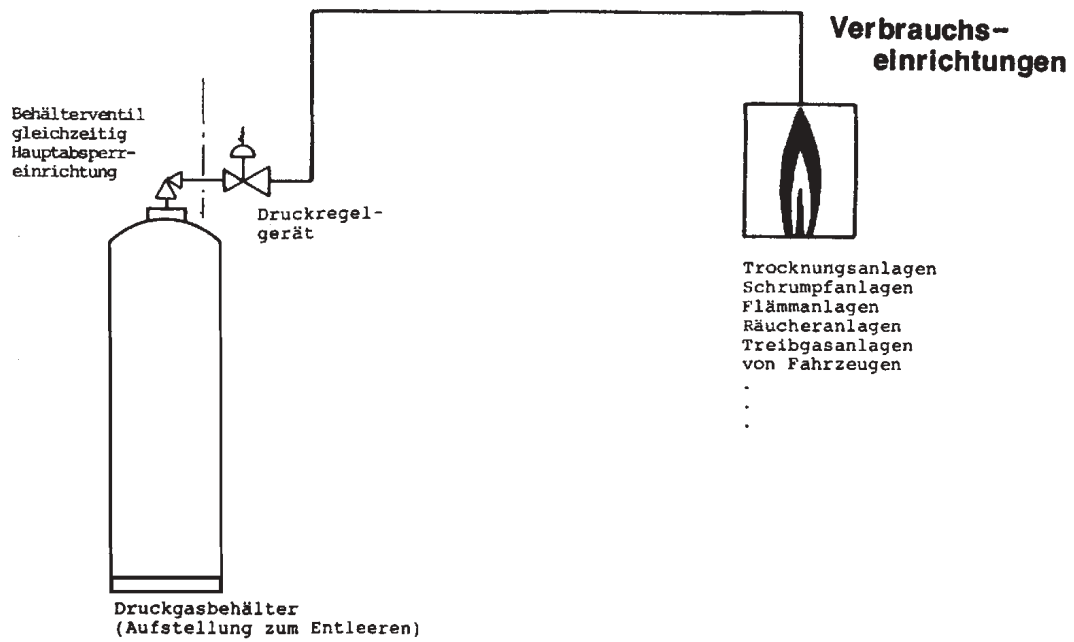 Verbrauchs-
einrichtungen
Behälterventil
gleichzeitig
Hauptabsperr-
einrichtung
Druckregel-
gerät
Trocknungsanlagen
Schrumpfanlagen
Flämmanlagen
Räucheranlagen
Treibgasanlagen
von Fahrzeugen
.
.
.
Druckgasbehälter
(Aufstellung zum Entleeren)